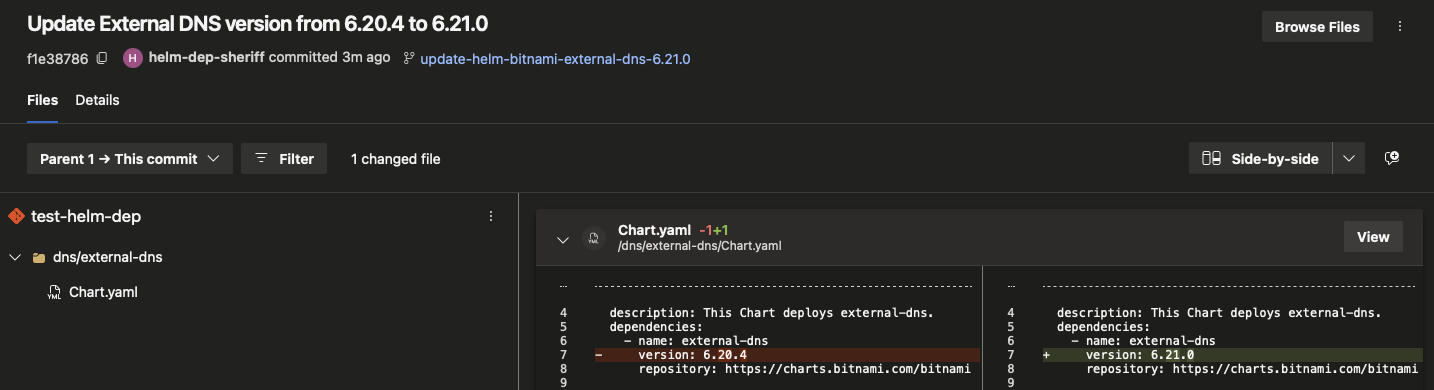 Update External DNS version from 6.20.4 to 6.21.0
Browse Files
f1e38786 H helm-dep-sheriff committed 3m ago update-helm-bitnami-external-dns-6.21.0
Files Details
Parent 1 → This commit Filter 1 changed file Side-by-side
test-helm-dep
dns/external-dns
YML Chart.yaml
YML Chart.yaml -1+1
/dns/external-dns/Chart.yaml
View
...
4 description: This Chart deploys external-dns.
5 dependencies:
6 - name: external-dns
7 - version: 6.20.4
8 repository: https://charts.bitnami.com/bitnami
9
...
4 description: This Chart deploys external-dns.
5 dependencies:
6 - name: external-dns
7 + version: 6.21.0
8 repository: https://charts.bitnami.com/bitnami
9